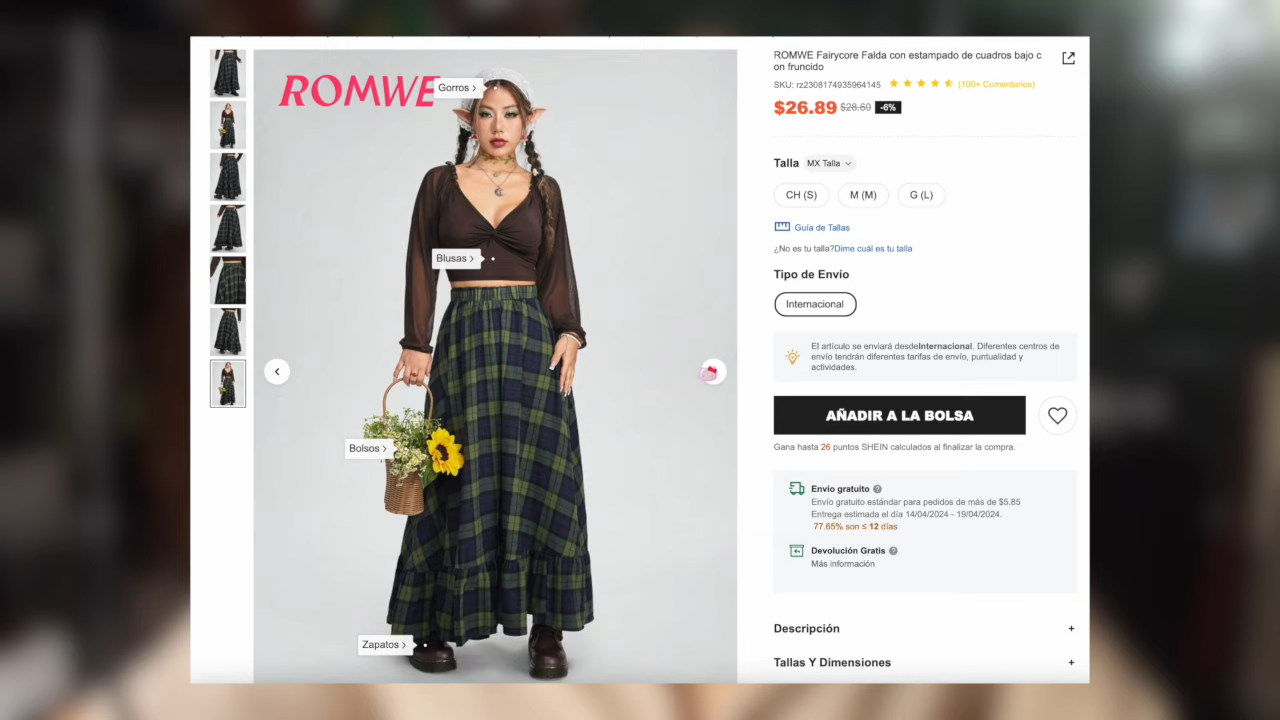 ROMWE
Gorros >
Blusas >
Bolsos >
Zapatos >
ROMWE Fairycore Falda con estampado de cuadros bajo c
on fruncido
SKU: rz2308174935964145 (100+ Comentarios)
$26.89 $28.60 -6%
Talla MX Talla
CH (S) M (M) G (L)
Guía de Tallas
¿No es tu talla?Dime cuál es tu talla
Tipo de Envío
Internacional
El artículo se enviará desdeInternacional. Diferentes centros de
envío tendrán diferentes tarifas de envío, puntualidad y
actividades.
AÑADIR A LA BOLSA
Gana hasta 26 puntos SHEIN calculados al finalizar la compra.
Envío gratuito ?
Envío gratuito estándar para pedidos de más de $5.85
Entrega estimada el día 14/04/2024 - 19/04/2024.
77.65% son ≤ 12 días
Devolución Gratis ?
Más información
Descripción +
Tallas Y Dimensiones +